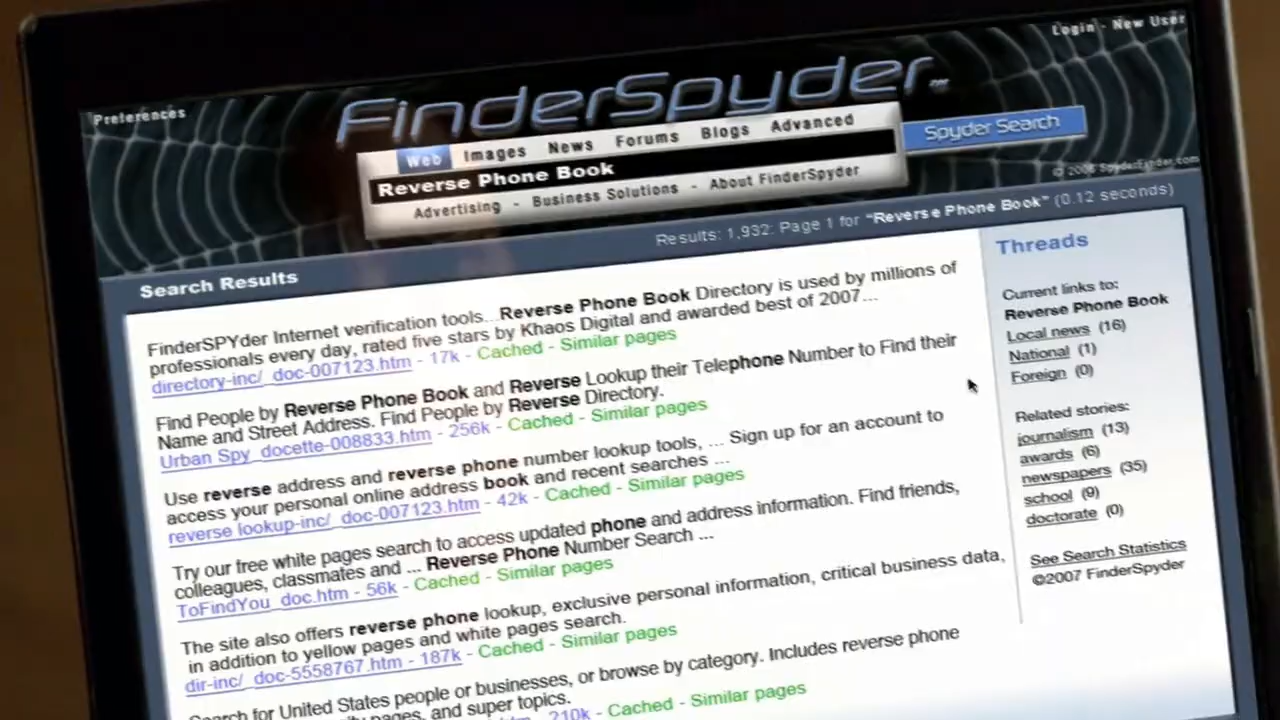 Login - New User
Preferences
FinderSpyder
Web Images News Forums Blogs Advanced
Reverse Phone Book
Spyder Search
Advertising - Business Solutions - About FinderSpyder
© 2006 SpyderFinder.com
Results: 1,932: Page 1 for "Reverse Phone Book" (0.12 seconds)
Search Results
FinderSPYder Internet verification tools...Reverse Phone Book Directory is used by millions of
professionals every day, rated five stars by Khaos Digital and awarded best of 2007...
directory-inc/_doc-007123.htm - 17k - Cached - Similar pages
Find People by Reverse Phone Book and Reverse Lookup their Telephone Number to Find their
Name and Street Address. Find People by Reverse Directory.
Urban Spy_docette-008833.htm - 256k - Cached - Similar pages
Use reverse address and reverse phone number lookup tools, ... Sign up for an account to
access your personal online address book and recent searches ...
reverse lookup-inc/_doc-007123.htm - 42k - Cached - Similar pages
Try our free white pages search to access updated phone and address information. Find friends,
colleagues, classmates and ... Reverse Phone Number Search ...
ToFindYou_doc.htm - 56k - Cached - Similar pages
The site also offers reverse phone lookup, exclusive personal information, critical business data,
in addition to yellow pages and white pages search.
dir-inc/_doc-5558767.htm - 187k - Cached - Similar pages
Search for United States people or businesses, or browse by category. Includes reverse phone
pages, and super topics.
210k - Cached - Similar pages
Threads
Current links to:
Reverse Phone Book
Local news (16)
National (1)
Foreign (0)
Related stories:
journalism (13)
awards (6)
newspapers (35)
school (9)
doctorate (0)
See Search Statistics
©2007 FinderSpyder